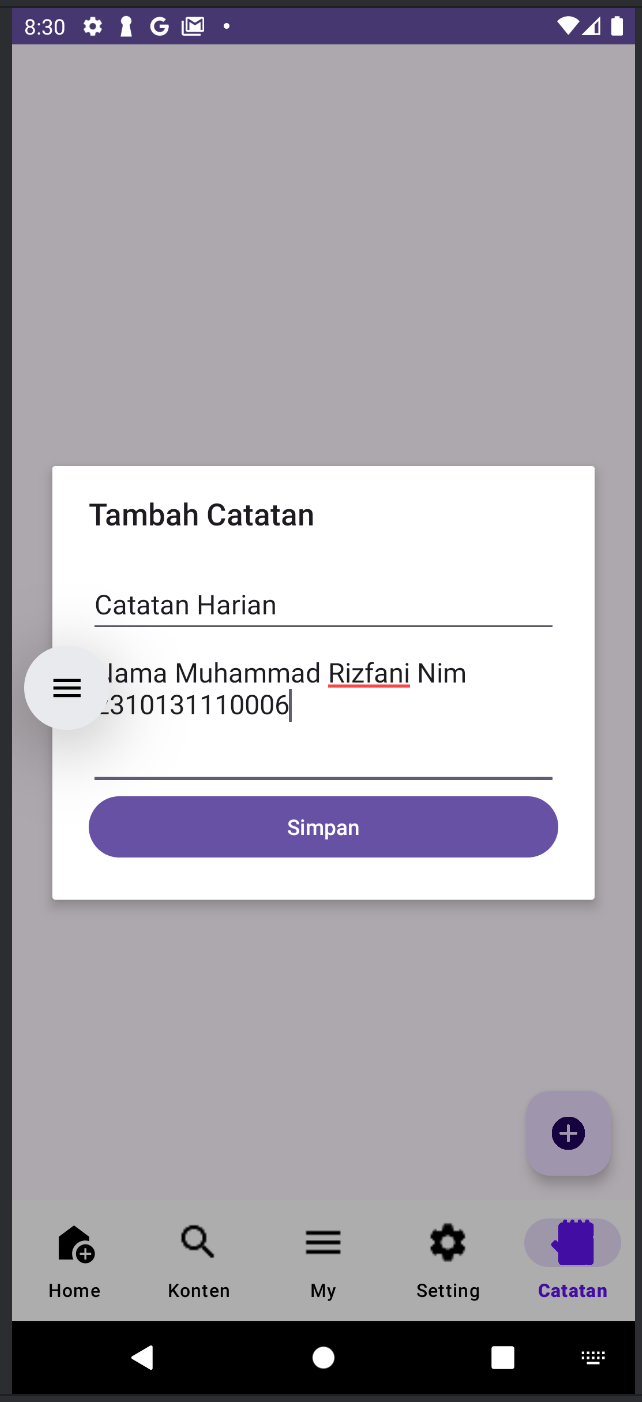 8:30
Tambah Catatan
Catatan Harian
Muhammad Rizfani Nim
Simpan
Home
Konten
My
Setting
Catatan